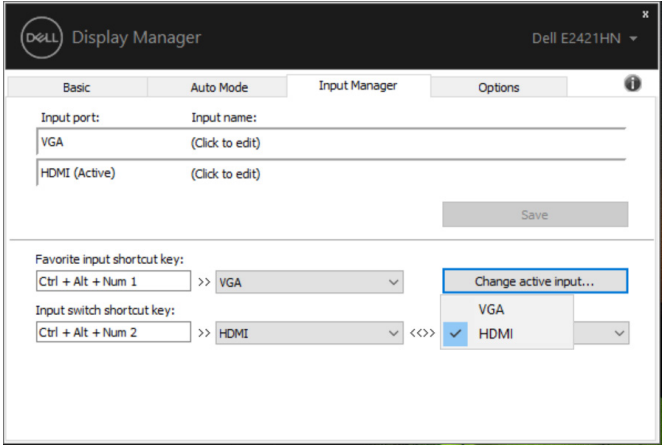 x
DELL Display Manager Dell E2421HN
Basic Auto Mode Input Manager Options i
Input port: Input name:
VGA (Click to edit)
HDMI (Active) (Click to edit)
Save
Favorite input shortcut key:
Ctrl + Alt + Num 1 >> VGA Change active input...
VGA
Input switch shortcut key:
Ctrl + Alt + Num 2 >> HDMI <<>> HDMI